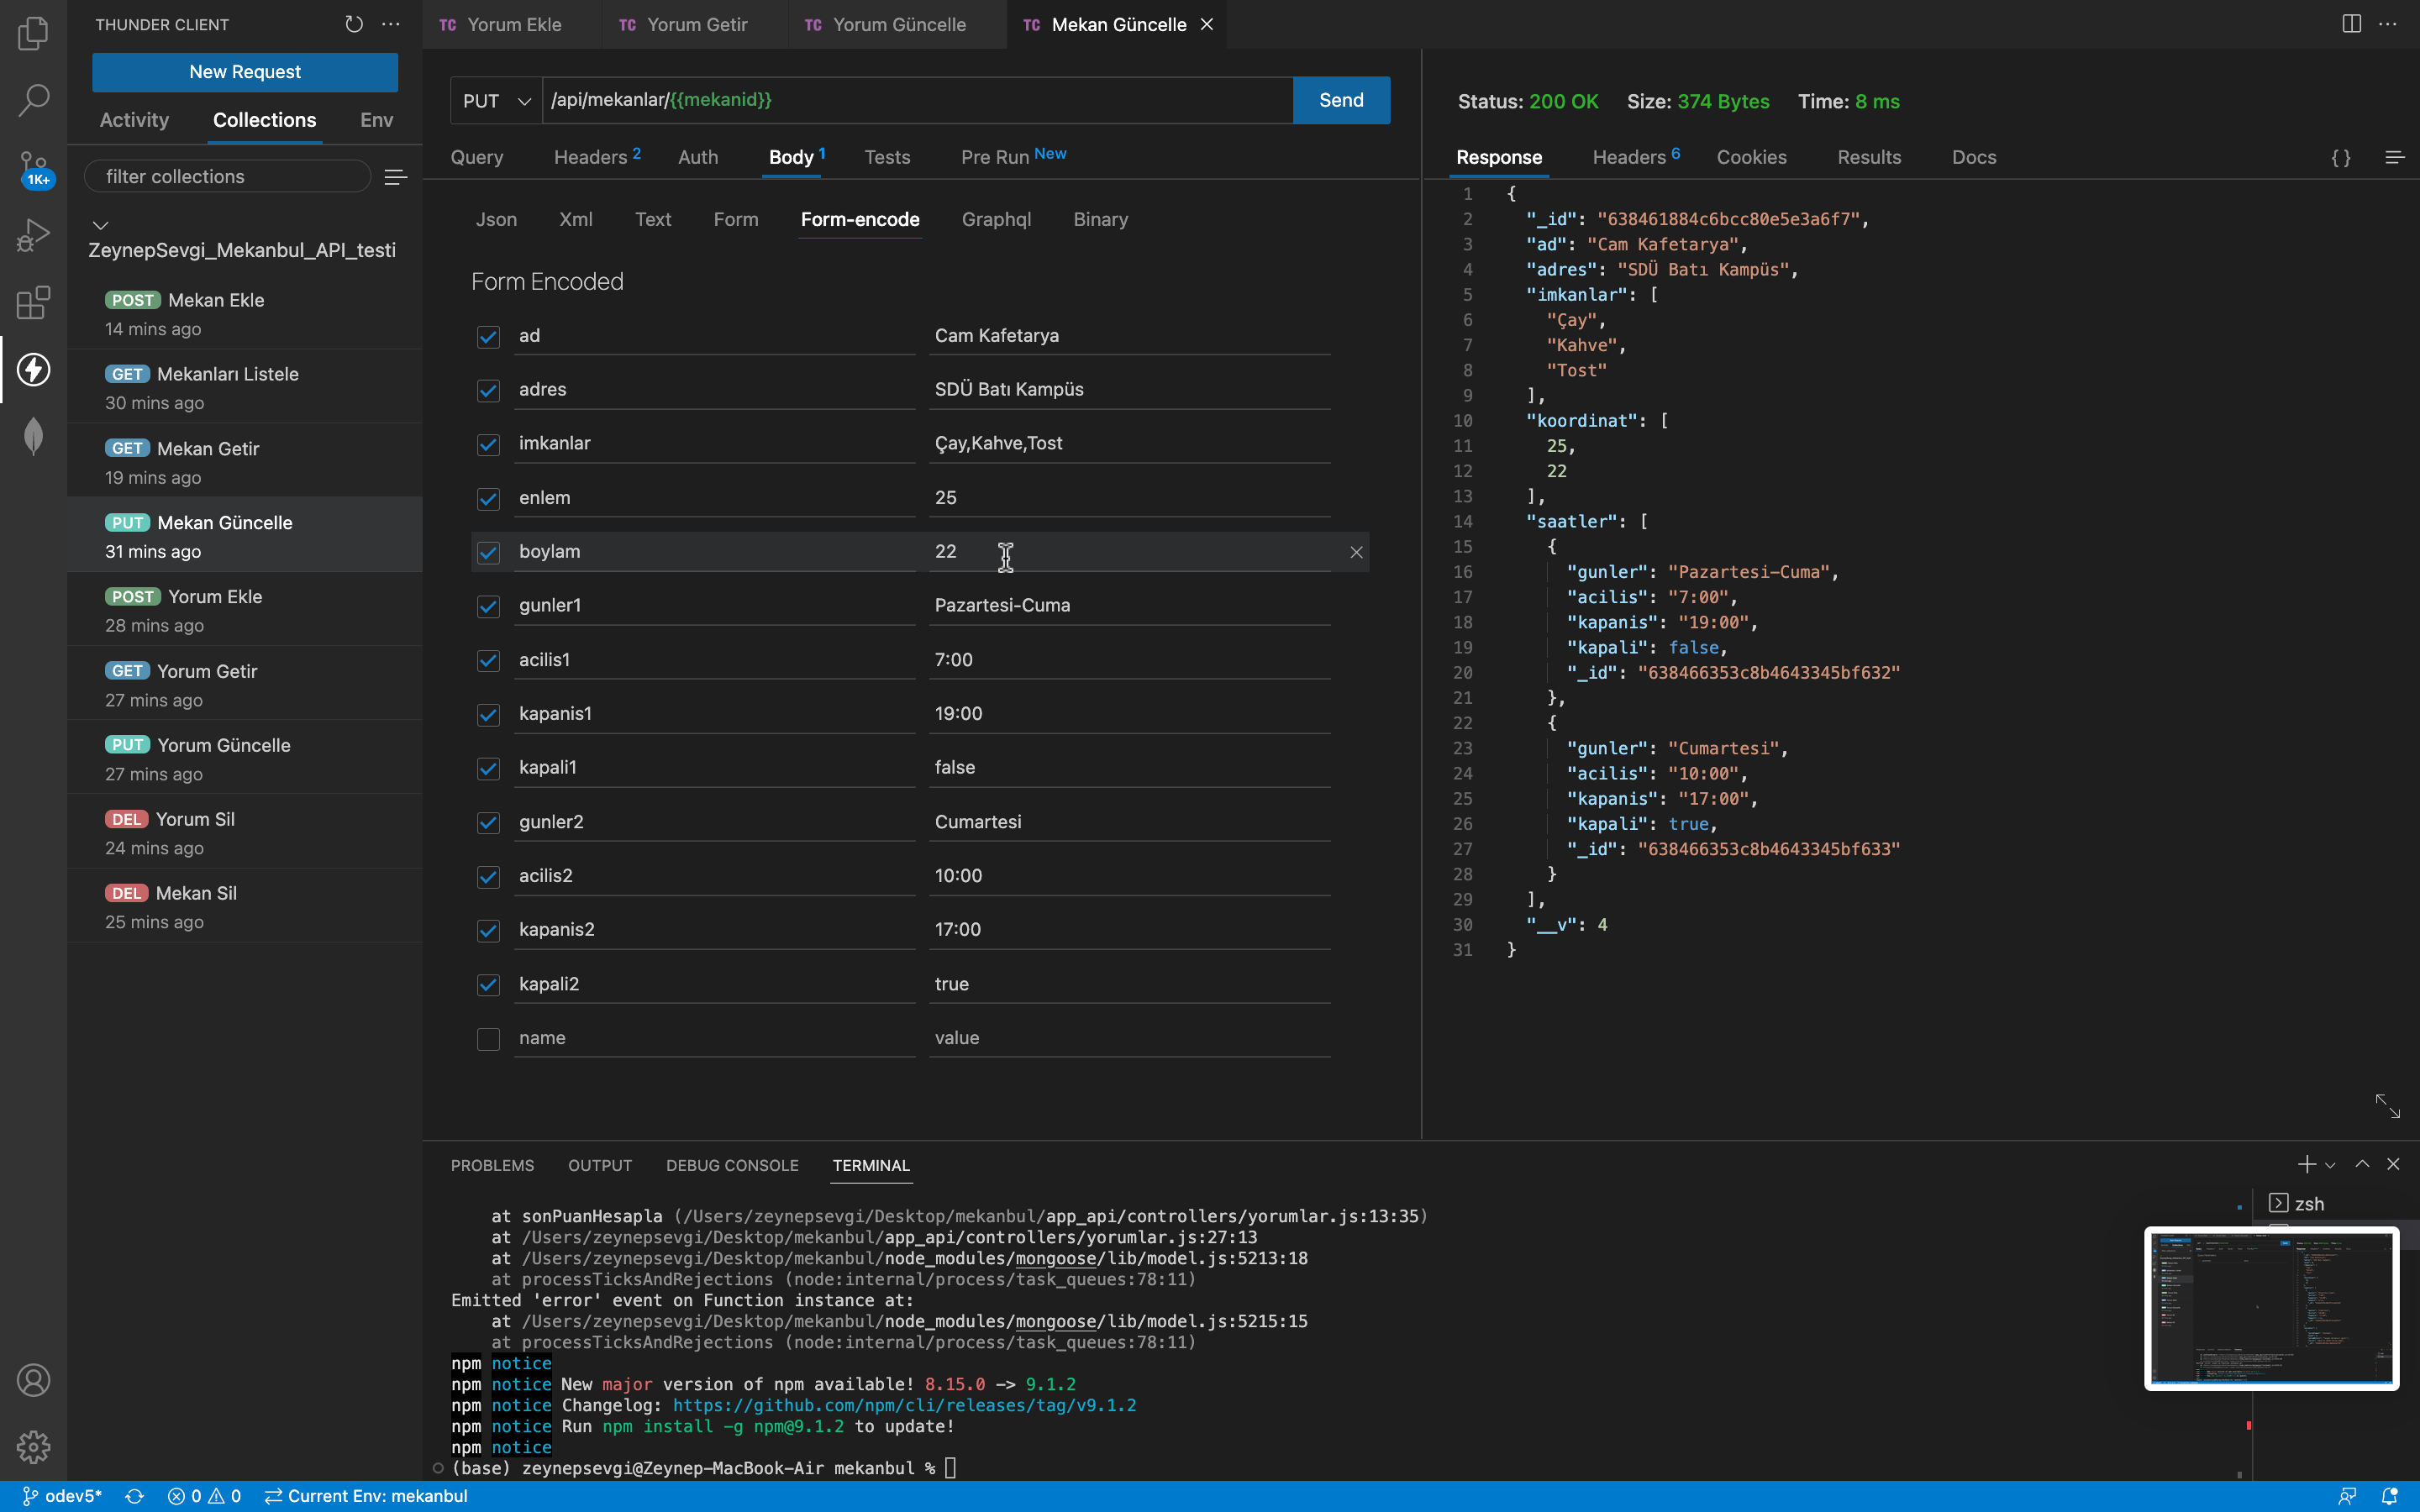 THUNDER CLIENT
New Request
Activity Collections Env
filter collections
ZeynepSevgi_Mekanbul_API_testi
POST Mekan Ekle
14 mins ago
GET Mekanları Listele
30 mins ago
GET Mekan Getir
19 mins ago
PUT Mekan Güncelle
31 mins ago
POST Yorum Ekle
28 mins ago
GET Yorum Getir
27 mins ago
PUT Yorum Güncelle
27 mins ago
DEL Yorum Sil
24 mins ago
DEL Mekan Sil
25 mins ago
1K+
TC Yorum Ekle TC Yorum Getir TC Yorum Güncelle TC Mekan Güncelle
PUT /api/mekanlar/{{mekanid}} Send
Query Headers 2 Auth Body 1 Tests Pre Run New
Json Xml Text Form Form-encode Graphql Binary
Form Encoded
ad Cam Kafetarya
adres SDÜ Batı Kampüs
imkanlar Çay,Kahve,Tost
enlem 25
boylam 22
gunler1 Pazartesi-Cuma
acilis1 7:00
kapanis1 19:00
kapali1 false
gunler2 Cumartesi
acilis2 10:00
kapanis2 17:00
kapali2 true
name value
Status: 200 OK Size: 374 Bytes Time: 8 ms
Response Headers 6 Cookies Results Docs {}
1 {
2 "_id": "638461884c6bcc80e5e3a6f7",
3 "ad": "Cam Kafetarya",
4 "adres": "SDÜ Batı Kampüs",
5 "imkanlar": [
6 "Çay",
7 "Kahve",
8 "Tost"
9 ],
10 "koordinat": [
11 25,
12 22
13 ],
14 "saatler": [
15 {
16 "gunler": "Pazartesi-Cuma",
17 "acilis": "7:00",
18 "kapanis": "19:00",
19 "kapali": false,
20 "_id": "638466353c8b4643345bf632"
21 },
22 {
23 "gunler": "Cumartesi",
24 "acilis": "10:00",
25 "kapanis": "17:00",
26 "kapali": true,
27 "_id": "638466353c8b4643345bf633"
28 }
29 ],
30 "__v": 4
31 }
PROBLEMS OUTPUT DEBUG CONSOLE TERMINAL
at sonPuanHesapla (/Users/zeynepsevgi/Desktop/mekanbul/app_api/controllers/yorumlar.js:13:35)
at /Users/zeynepsevgi/Desktop/mekanbul/app_api/controllers/yorumlar.js:27:13
at /Users/zeynepsevgi/Desktop/mekanbul/node_modules/mongoose/lib/model.js:5213:18
at processTicksAndRejections (node:internal/process/task_queues:78:11)
Emitted 'error' event on Function instance at:
at /Users/zeynepsevgi/Desktop/mekanbul/node_modules/mongoose/lib/model.js:5215:15
at processTicksAndRejections (node:internal/process/task_queues:78:11)
npm notice
npm notice New major version of npm available! 8.15.0 -> 9.1.2
npm notice Changelog: https://github.com/npm/cli/releases/tag/v9.1.2
npm notice Run npm install -g npm@9.1.2 to update!
npm notice
(base) zeynepsevgi@Zeynep-MacBook-Air mekanbul %
zsh
odev5* 0 0 Current Env: mekanbul